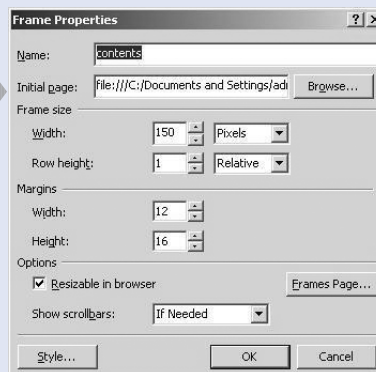 Frame Properties
Name: contents
Initial page: file:///C:/Documents and Settings/adı Browse...
Frame size
Width: 150 Pixels
Row height: 1 Relative
Margins
Width: 12
Height: 16
Options
Resizable in browser Frames Page...
Show scrollbars: If Needed
Style... OK Cancel